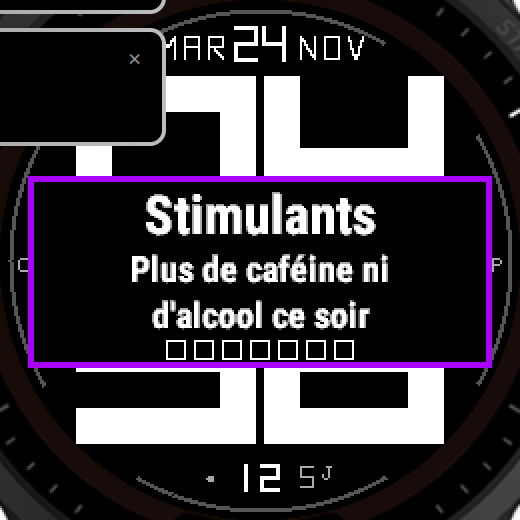 MAR 24 NOV
Stimulants
Plus de caféine ni
d'alcool ce soir
12 5J